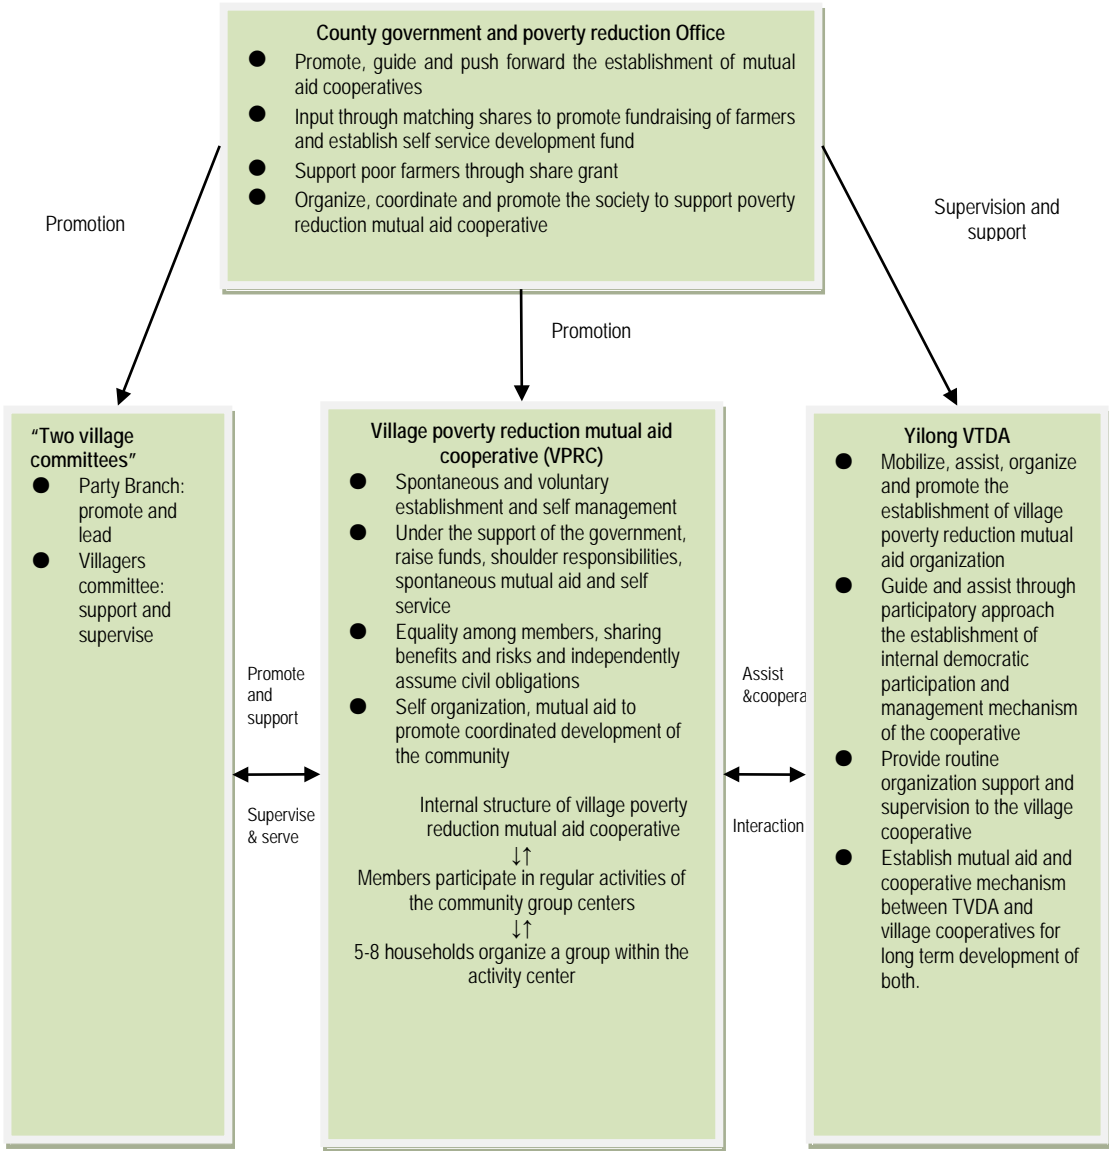 County government and poverty reduction Office
● Promote, guide and push forward the establishment of mutual
aid cooperatives
● Input through matching shares to promote fundraising of farmers
and establish self service development fund
● Support poor farmers through share grant
● Organize, coordinate and promote the society to support poverty
reduction mutual aid cooperative
Promotion
Supervision and
support
Promotion
“Two village
committees”
● Party Branch:
promote and
lead
● Villagers
committee:
support and
supervise
Promote
and
support
Supervise
& serve
Village poverty reduction mutual aid
cooperative (VPRC)
● Spontaneous and voluntary
establishment and self management
● Under the support of the government,
raise funds, shoulder responsibilities,
spontaneous mutual aid and self
service
● Equality among members, sharing
benefits and risks and independently
assume civil obligations
● Self organization, mutual aid to
promote coordinated development of
the community
Internal structure of village poverty
reduction mutual aid cooperative
↓↑
Members participate in regular activities of
the community group centers
↓↑
5-8 households organize a group within the
activity center
Assist
&coopera
Interaction
Yilong VTDA
● Mobilize, assist, organize
and promote the
establishment of village
poverty reduction mutual
aid organization
● Guide and assist through
participatory approach
the establishment of
internal democratic
participation and
management mechanism
of the cooperative
● Provide routine
organization support and
supervision to the village
cooperative
● Establish mutual aid and
cooperative mechanism
between TVDA and
village cooperatives for
long term development of
both.